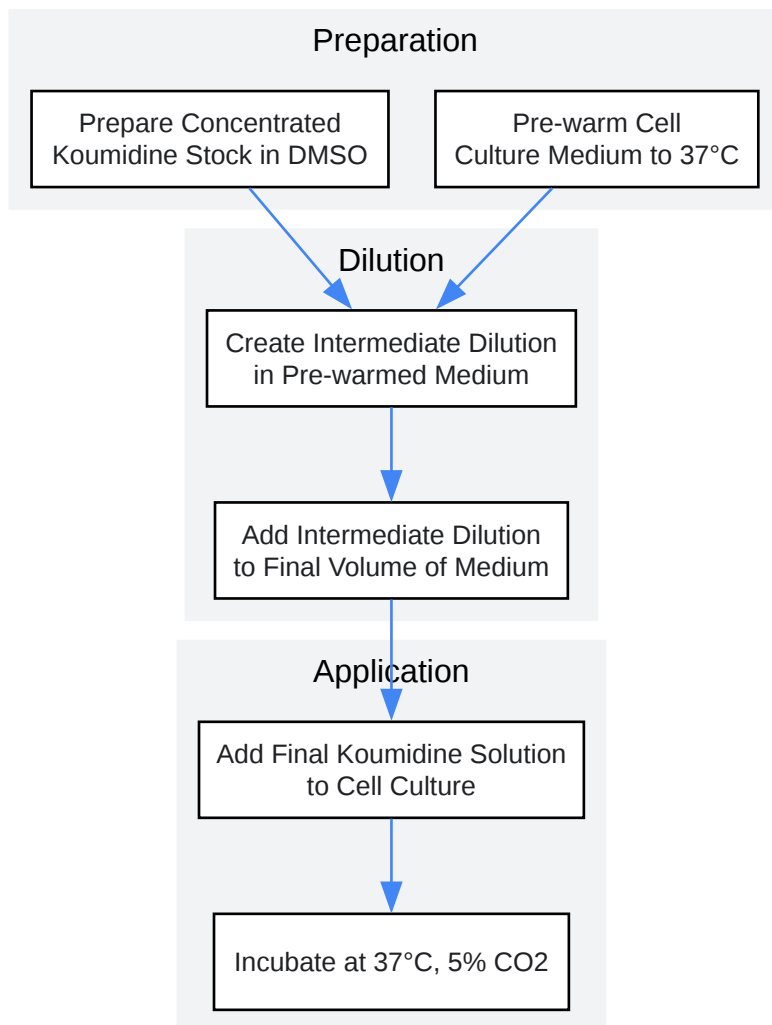 Preparation
Prepare Concentrated
Koumidine Stock in DMSO
Pre-warm Cell
Culture Medium to 37°C
Dilution
Create Intermediate Dilution
in Pre-warmed Medium
Add Intermediate Dilution
to Final Volume of Medium
Application
Add Final Koumidine Solution
to Cell Culture
Incubate at 37°C, 5% CO2